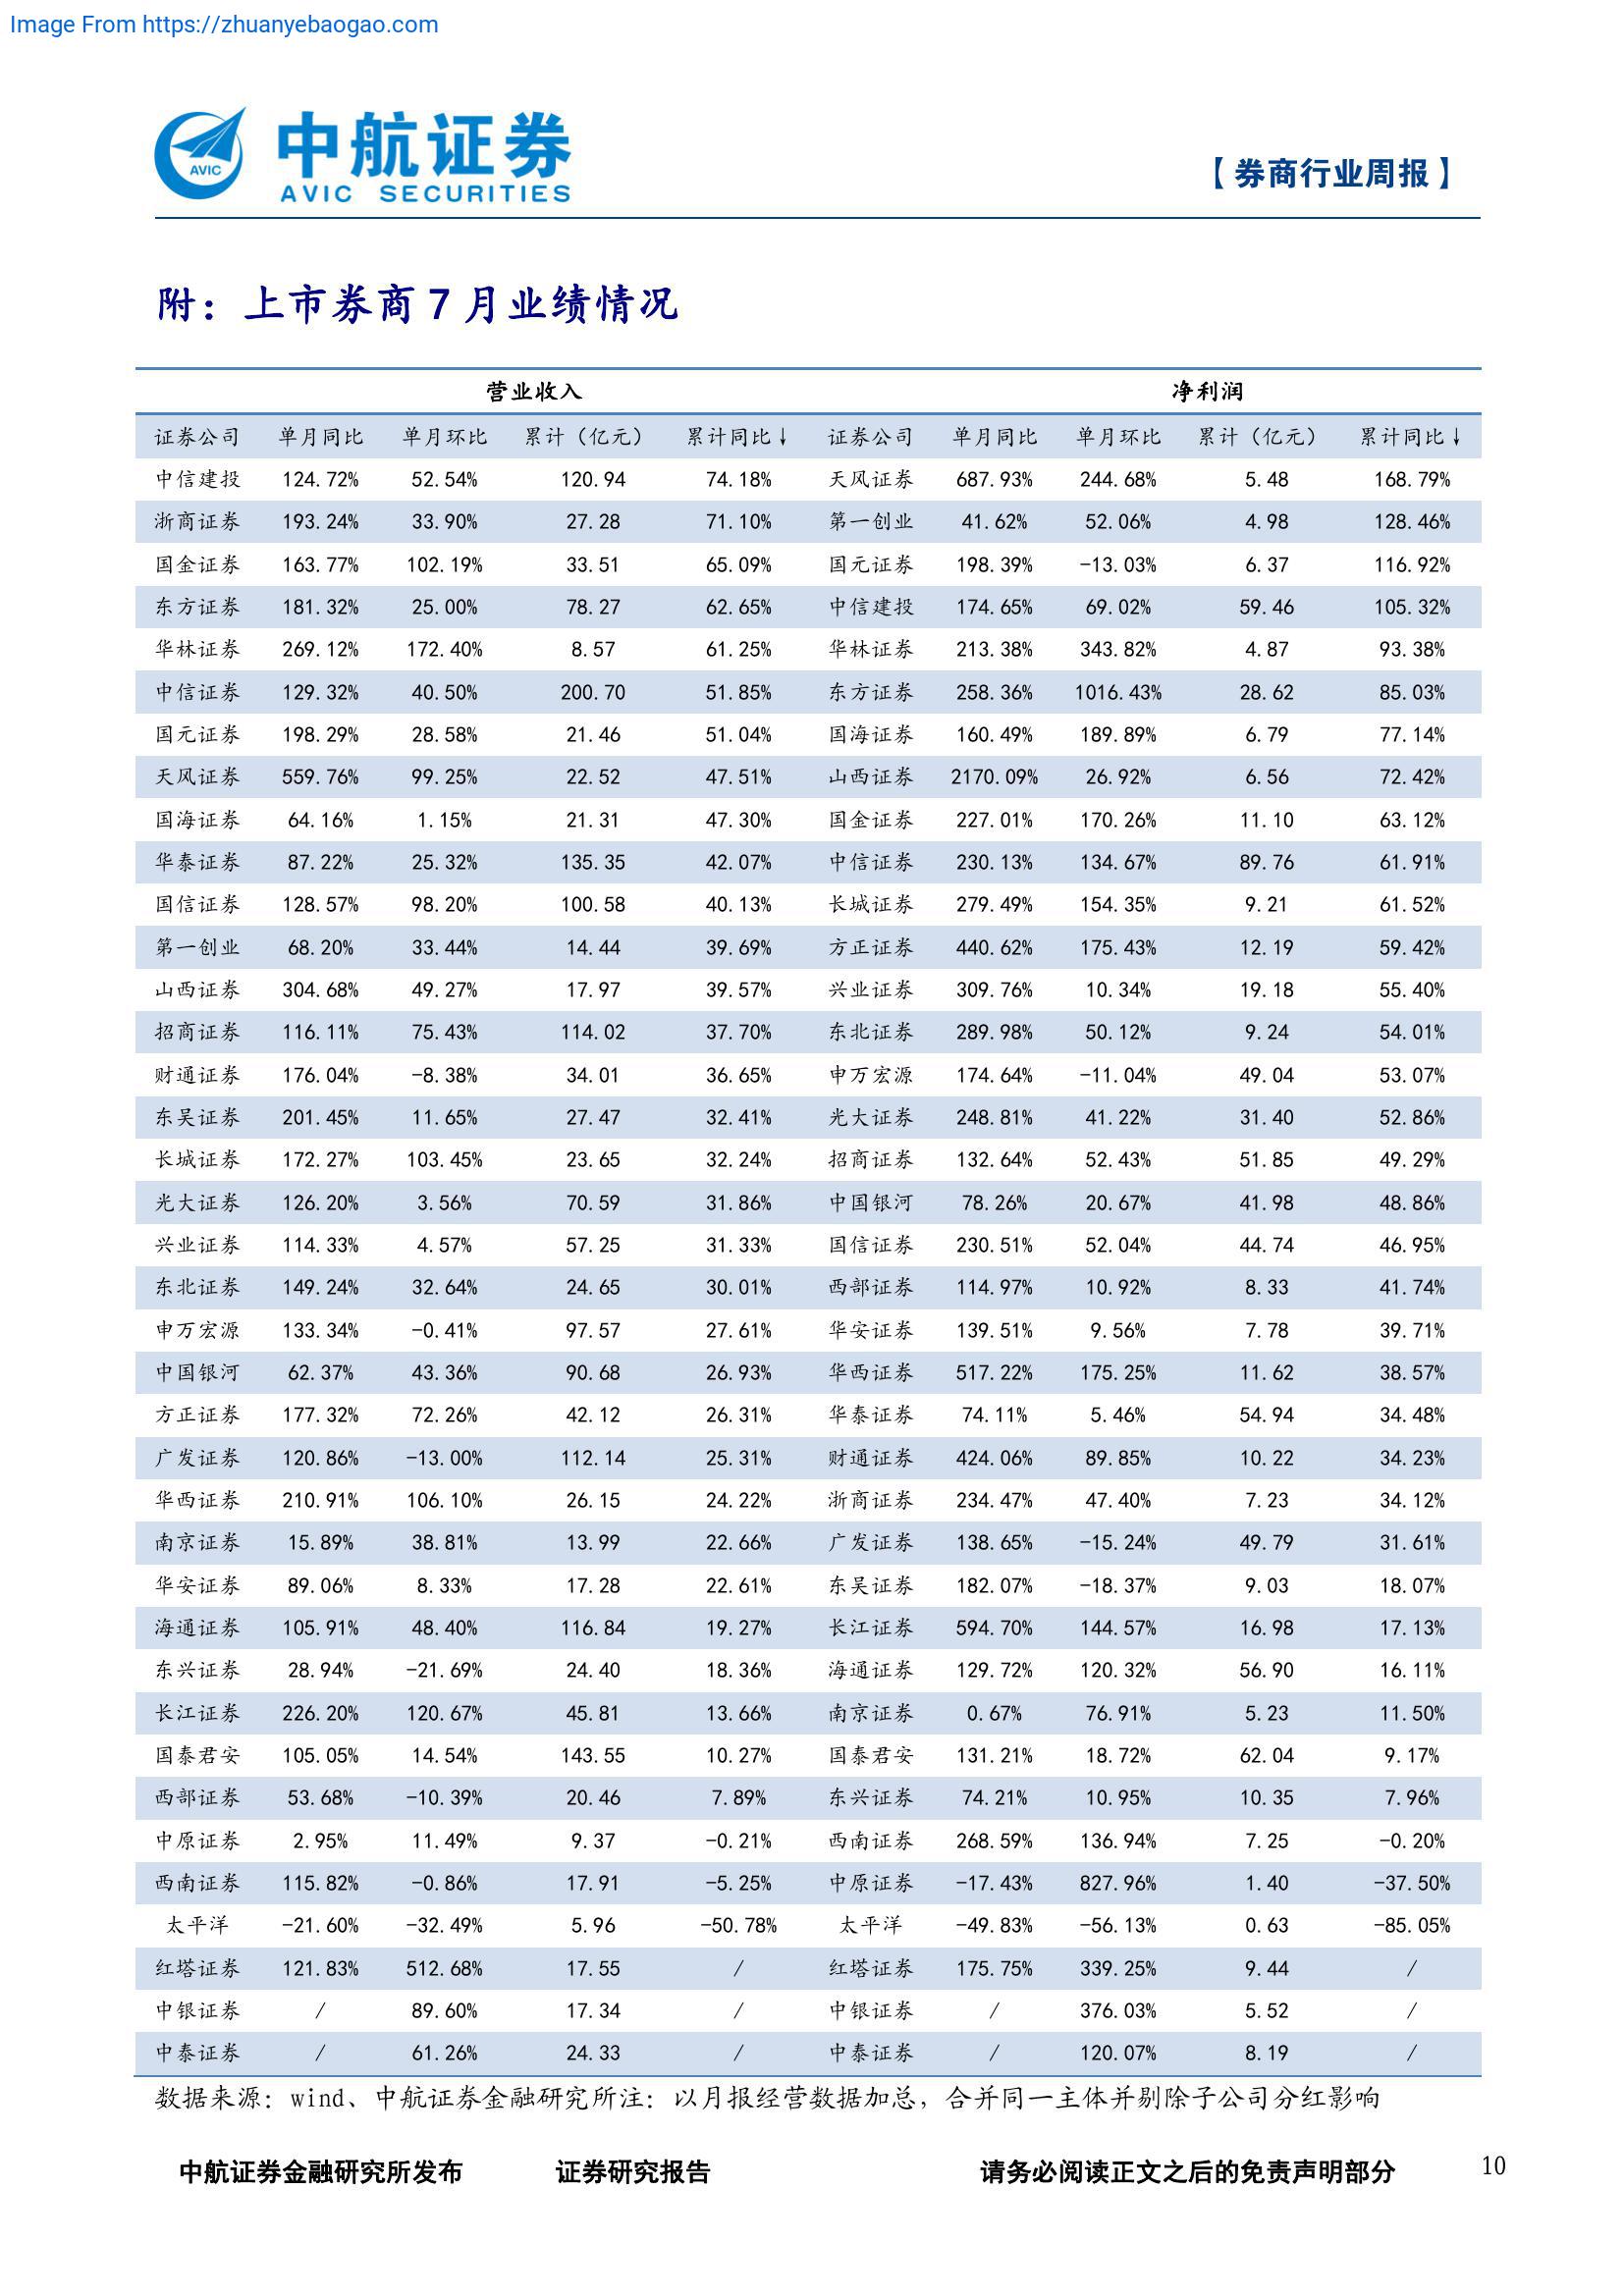 Image From https://zhuanyebaogao.com
AVIC
中航证券
AVIC SECURITIES
【券商行业周报】
附：上市券商 7 月业绩情况
营业收入 净利润
证券公司 单月同比 单月环比 累计（亿元） 累计同比↓ 证券公司 单月同比 单月环比 累计（亿元） 累计同比↓
中信建投 124.72% 52.54% 120.94 74.18% 天风证券 687.93% 244.68% 5.48 168.79%
浙商证券 193.24% 33.90% 27.28 71.10% 第一创业 41.62% 52.06% 4.98 128.46%
国金证券 163.77% 102.19% 33.51 65.09% 国元证券 198.39% -13.03% 6.37 116.92%
东方证券 181.32% 25.00% 78.27 62.65% 中信建投 174.65% 69.02% 59.46 105.32%
华林证券 269.12% 172.40% 8.57 61.25% 华林证券 213.38% 343.82% 4.87 93.38%
中信证券 129.32% 40.50% 200.70 51.85% 东方证券 258.36% 1016.43% 28.62 85.03%
国元证券 198.29% 28.58% 21.46 51.04% 国海证券 160.49% 189.89% 6.79 77.14%
天风证券 559.76% 99.25% 22.52 47.51% 山西证券 2170.09% 26.92% 6.56 72.42%
国海证券 64.16% 1.15% 21.31 47.30% 国金证券 227.01% 170.26% 11.10 63.12%
华泰证券 87.22% 25.32% 135.35 42.07% 中信证券 230.13% 134.67% 89.76 61.91%
国信证券 128.57% 98.20% 100.58 40.13% 长城证券 279.49% 154.35% 9.21 61.52%
第一创业 68.20% 33.44% 14.44 39.69% 方正证券 440.62% 175.43% 12.19 59.42%
山西证券 304.68% 49.27% 17.97 39.57% 兴业证券 309.76% 10.34% 19.18 55.40%
招商证券 116.11% 75.43% 114.02 37.70% 东北证券 289.98% 50.12% 9.24 54.01%
财通证券 176.04% -8.38% 34.01 36.65% 申万宏源 174.64% -11.04% 49.04 53.07%
东吴证券 201.45% 11.65% 27.47 32.41% 光大证券 248.81% 41.22% 31.40 52.86%
长城证券 172.27% 103.45% 23.65 32.24% 招商证券 132.64% 52.43% 51.85 49.29%
光大证券 126.20% 3.56% 70.59 31.86% 中国银河 78.26% 20.67% 41.98 48.86%
兴业证券 114.33% 4.57% 57.25 31.33% 国信证券 230.51% 52.04% 44.74 46.95%
东北证券 149.24% 32.64% 24.65 30.01% 西部证券 114.97% 10.92% 8.33 41.74%
申万宏源 133.34% -0.41% 97.57 27.61% 华安证券 139.51% 9.56% 7.78 39.71%
中国银河 62.37% 43.36% 90.68 26.93% 华西证券 517.22% 175.25% 11.62 38.57%
方正证券 177.32% 72.26% 42.12 26.31% 华泰证券 74.11% 5.46% 54.94 34.48%
广发证券 120.86% -13.00% 112.14 25.31% 财通证券 424.06% 89.85% 10.22 34.23%
华西证券 210.91% 106.10% 26.15 24.22% 浙商证券 234.47% 47.40% 7.23 34.12%
南京证券 15.89% 38.81% 13.99 22.66% 广发证券 138.65% -15.24% 49.79 31.61%
华安证券 89.06% 8.33% 17.28 22.61% 东吴证券 182.07% -18.37% 9.03 18.07%
海通证券 105.91% 48.40% 116.84 19.27% 长江证券 594.70% 144.57% 16.98 17.13%
东兴证券 28.94% -21.69% 24.40 18.36% 海通证券 129.72% 120.32% 56.90 16.11%
长江证券 226.20% 120.67% 45.81 13.66% 南京证券 0.67% 76.91% 5.23 11.50%
国泰君安 105.05% 14.54% 143.55 10.27% 国泰君安 131.21% 18.72% 62.04 9.17%
西部证券 53.68% -10.39% 20.46 7.89% 东兴证券 74.21% 10.95% 10.35 7.96%
中原证券 2.95% 11.49% 9.37 -0.21% 西南证券 268.59% 136.94% 7.25 -0.20%
西南证券 115.82% -0.86% 17.91 -5.25% 中原证券 -17.43% 827.96% 1.40 -37.50%
太平洋 -21.60% -32.49% 5.96 -50.78% 太平洋 -49.83% -56.13% 0.63 -85.05%
红塔证券 121.83% 512.68% 17.55 / 红塔证券 175.75% 339.25% 9.44 /
中银证券 / 89.60% 17.34 / 中银证券 / 376.03% 5.52 /
中泰证券 / 61.26% 24.33 / 中泰证券 / 120.07% 8.19 /
数据来源：wind、中航证券金融研究所注：以月报经营数据加总，合并同一主体并剔除子公司分红影响
中航证券金融研究所发布 证券研究报告 请务必阅读正文之后的免责声明部分 10